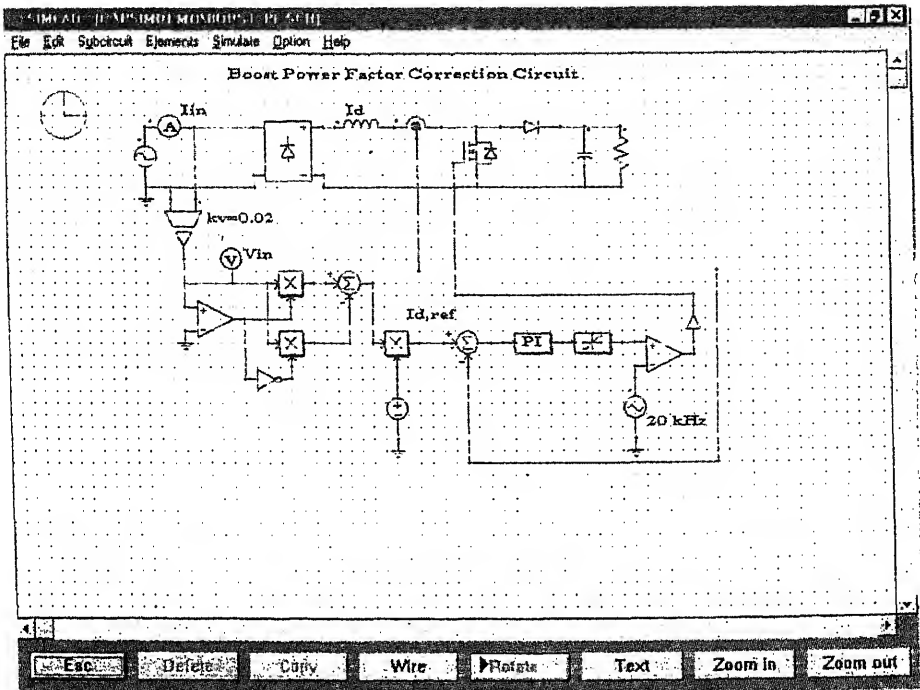 SIMCAD
File Edit Subcircuit Elements Simulate Option Help
Boost Power Factor Correction Circuit
Iin
Id
A
kv=0.02
V Vin
X
Σ
Id,ref
X
X
Σ
PI
20 kHz
Esc Delete Copy Wire Rotate Text Zoom in Zoom out